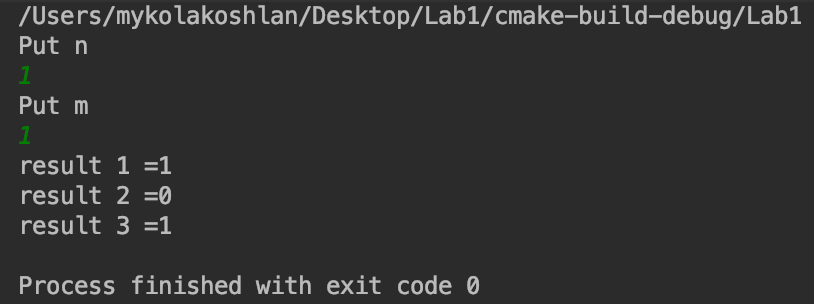 /Users/mykolakoshlan/Desktop/Lab1/cmake-build-debug/Lab1
Put n
1
Put m
1
result 1 =1
result 2 =0
result 3 =1
Process finished with exit code 0